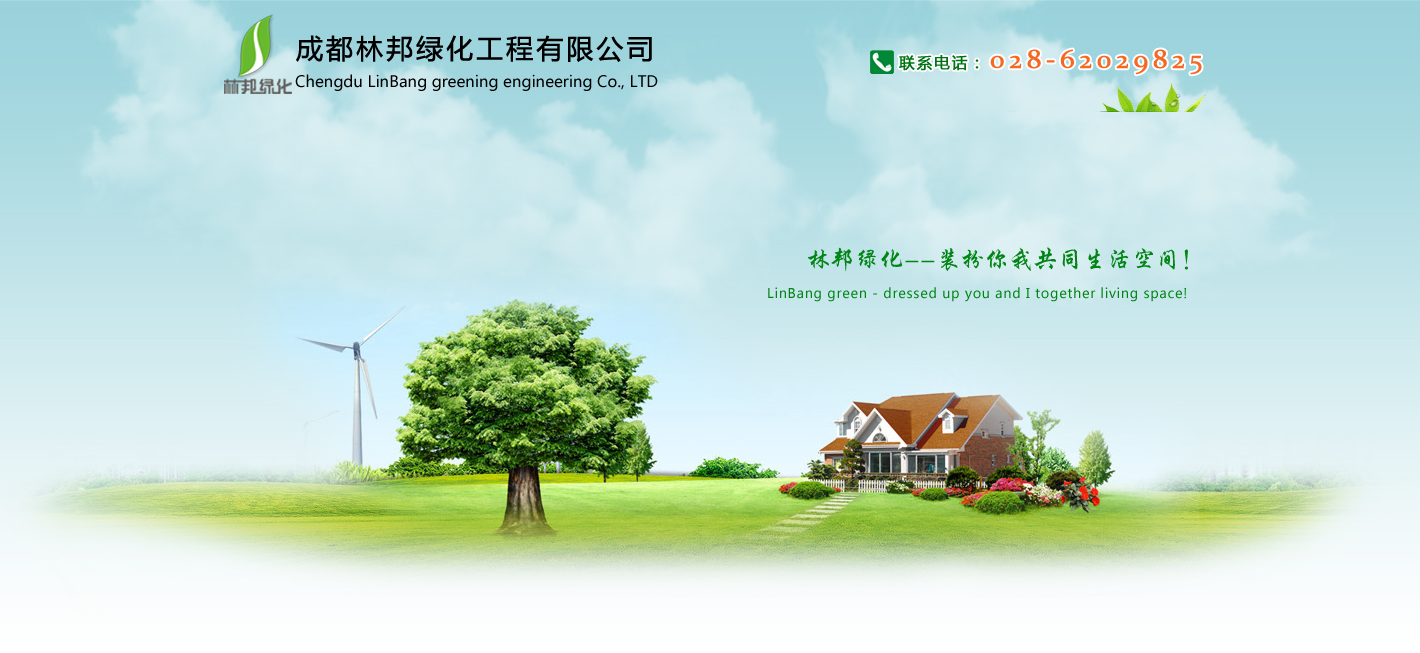 成都林邦绿化工程有限公司
林邦绿化
Chengdu LinBang greening engineering Co., LTD
联系电话：028-62029825
林邦绿化——装扮你我共同生活空间！
LinBang green - dressed up you and I together living space!